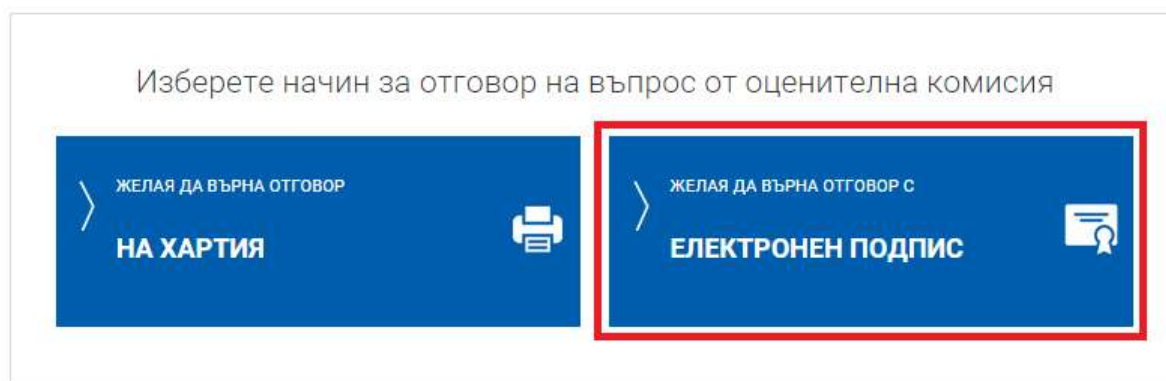 Изберете начин за отговор на въпрос от оценителна комисия
ЖЕЛАЯ ДА ВЪРНА ОТГОВОР
НА ХАРТИЯ
ЖЕЛАЯ ДА ВЪРНА ОТГОВОР С
ЕЛЕКТРОНЕН ПОДПИС